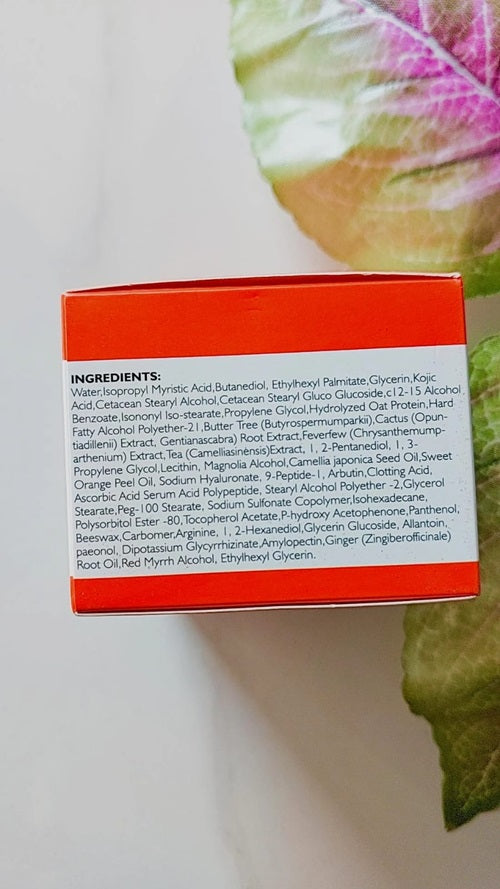 INGREDIENTS:
Water,Isopropyl Myristic Acid,Butanediol, Ethylhexyl Palmitate,Glycerin,Kojic
Acid,Cetacean Stearyl Alcohol,Cetacean Stearyl Gluco Glucoside,c12-15 Alcohol
Benzoate,Isononyl Iso-stearate,Propylene Glycol,Hydrolyzed Oat Protein,Hard
Fatty Alcohol Polyether-21,Butter Tree (Butyrospermumparkii),Cactus (Opun-
tiadillenii) Extract, Gentianascabra) Root Extract,Feverfew (Chrysanthemump-
arthenium) Extract,Tea (Camelliasinensis)Extract, 1, 2-Pentanediol, 1, 3-
Propylene Glycol,Lecithin, Magnolia Alcohol,Camellia japonica Seed Oil,Sweet
Orange Peel Oil, Sodium Hyaluronate, 9-Peptide-1, Arbutin,Clotting Acid,
Ascorbic Acid Serum Acid Polypeptide, Stearyl Alcohol Polyether -2,Glycerol
Stearate,Peg-100 Stearate, Sodium Sulfonate Copolymer,Isohexadecane,
Polysorbitol Ester -80,Tocopherol Acetate,P-hydroxy Acetophenone,Panthenol,
Beeswax,Carbomer,Arginine, 1, 2-Hexanediol,Glycerin Glucoside, Allantoin,
paeonol, Dipotassium Glycyrrhizinate,Amylopectin,Ginger (Zingiberofficinale)
Root Oil,Red Myrrh Alcohol, Ethylhexyl Glycerin.